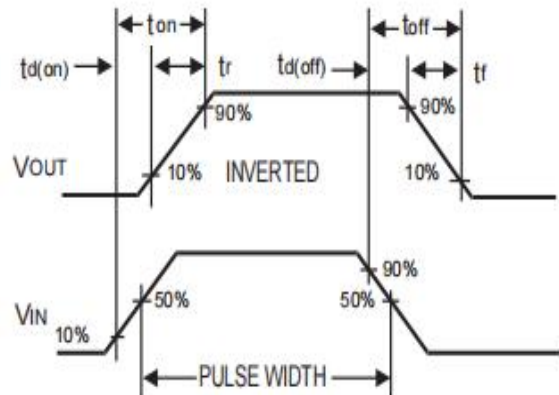 ton toff
td(on) tr td(off) tf
90% 90%
VOUT 10% INVERTED 10%
90%
50% 50%
VIN 10%
PULSE WIDTH